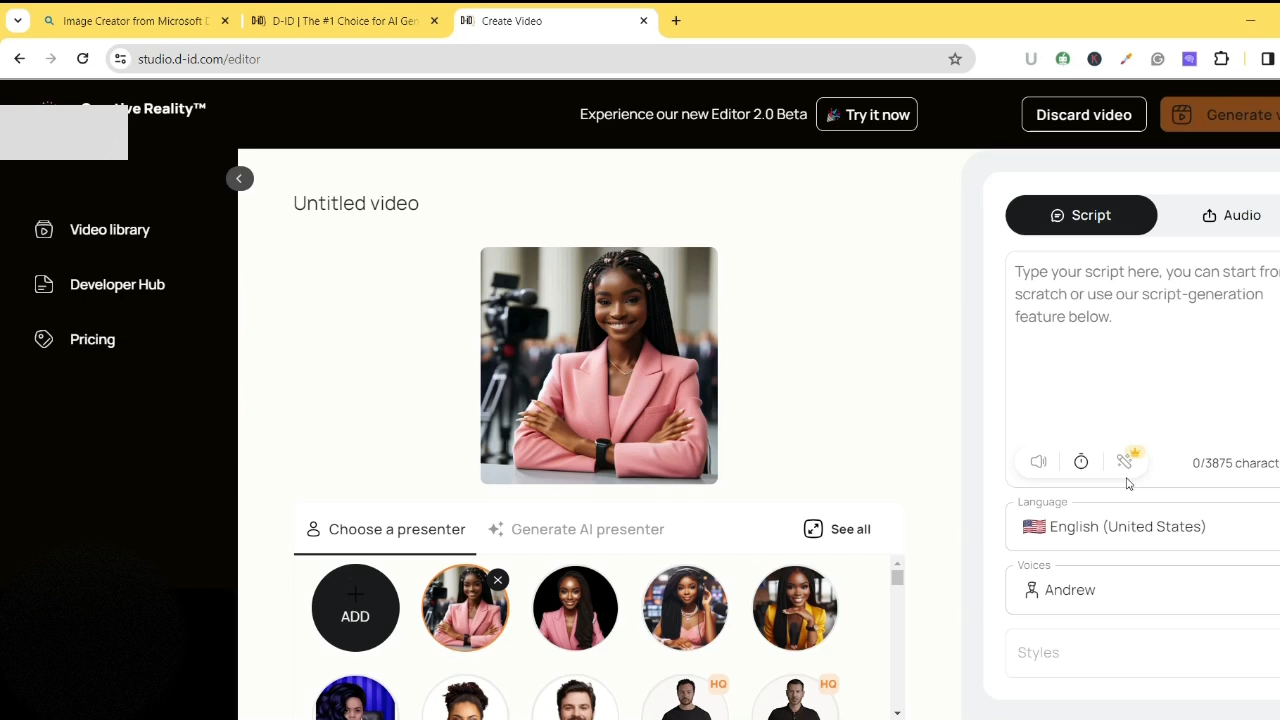 Image Creator from Microsoft D
D-ID | The #1 Choice for AI Gen
Create Video
studio.d-id.com/editor
Reality™
Experience our new Editor 2.0 Beta
Try it now
Discard video
Generate v
Untitled video
Script
Audio
Video library
Developer Hub
Pricing
Type your script here, you can start fro
scratch or use our script-generation
feature below.
0/3875 charact
Language
English (United States)
Voices
Andrew
Styles
Choose a presenter
Generate AI presenter
See all
ADD
HQ
HQ